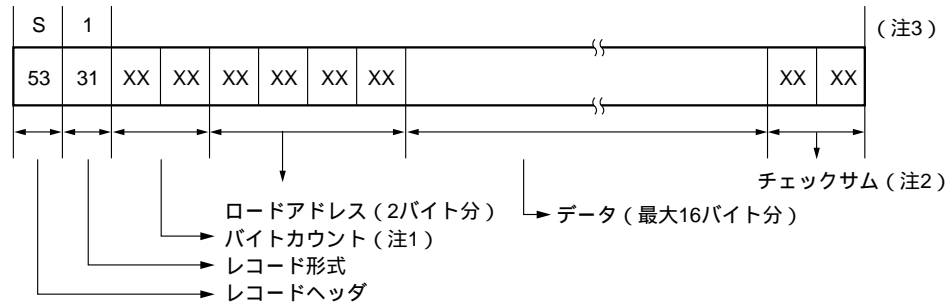 S 1 （注3）
53 31 XX XX XX XX XX XX XX XX
チェックサム（注2）
ロードアドレス（2バイト分） データ（最大16バイト分）
バイトカウント（注1）
レコード形式
レコードヘッダ